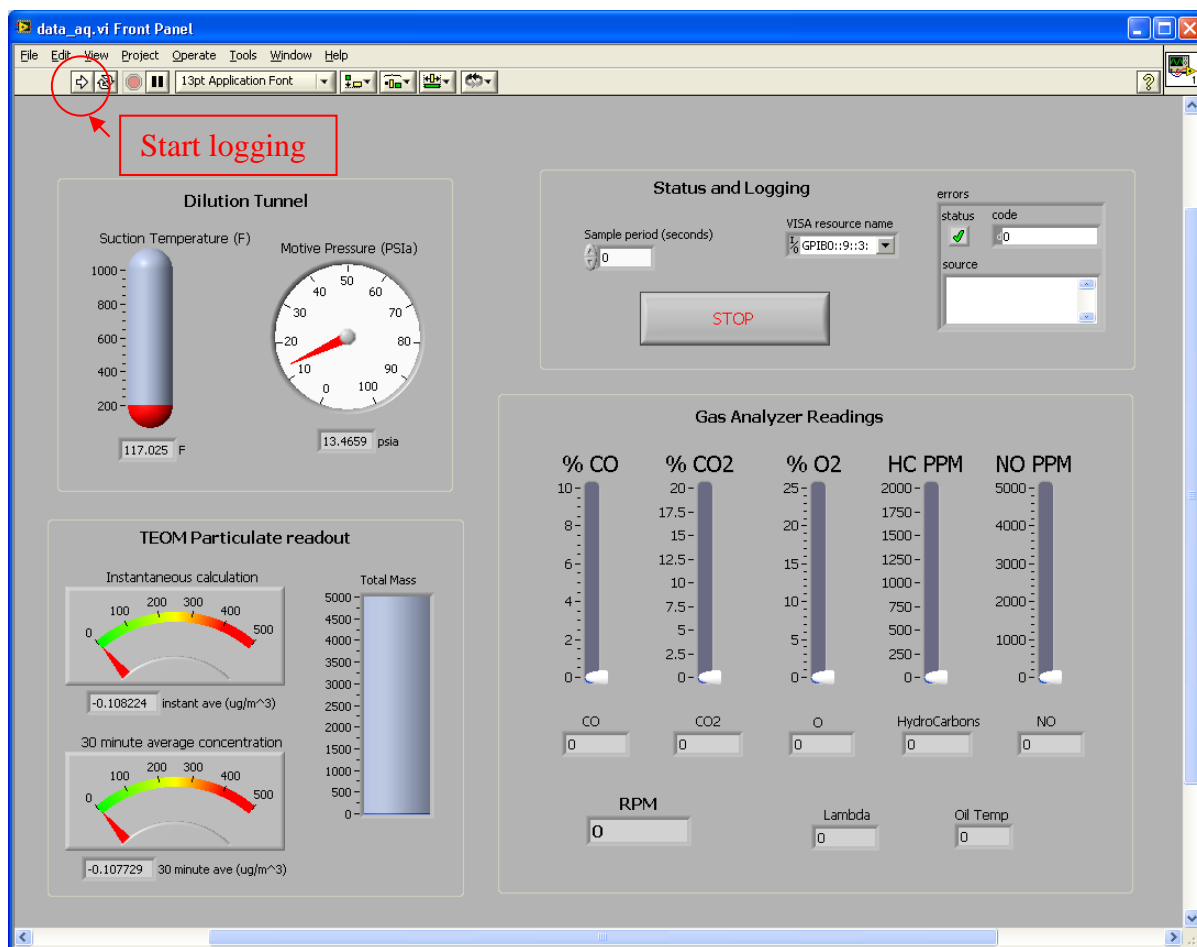 data_aq.vi Front Panel
File Edit View Project Operate Tools Window Help
13pt Application Font
?
1
Start logging
Dilution Tunnel
Suction Temperature (F)
1000
800
600
400
200
117.025 F
Motive Pressure (PSIa)
0
10
20
30
40
50
60
70
80
90
100
13.4659 psia
Status and Logging
Sample period (seconds)
0
VISA resource name
GPIB0::9::3:
STOP
errors
status code
0
source
TEOM Particulate readout
Instantaneous calculation
0 100 200 300 400 500
-0.108224 instant ave (ug/m^3)
30 minute average concentration
0 100 200 300 400 500
-0.107729 30 minute ave (ug/m^3)
Total Mass
5000
4500
4000
3500
3000
2500
2000
1500
1000
500
0
Gas Analyzer Readings
% CO
10
8
6
4
2
0
CO
0
% CO2
20
17.5
15
12.5
10
7.5
5
2.5
0
CO2
0
% O2
25
20
15
10
5
0
O
0
HC PPM
2000
1750
1500
1250
1000
750
500
250
0
HydroCarbons
0
NO PPM
5000
4000
3000
2000
1000
0
NO
0
RPM
0
Lambda
0
Oil Temp
0